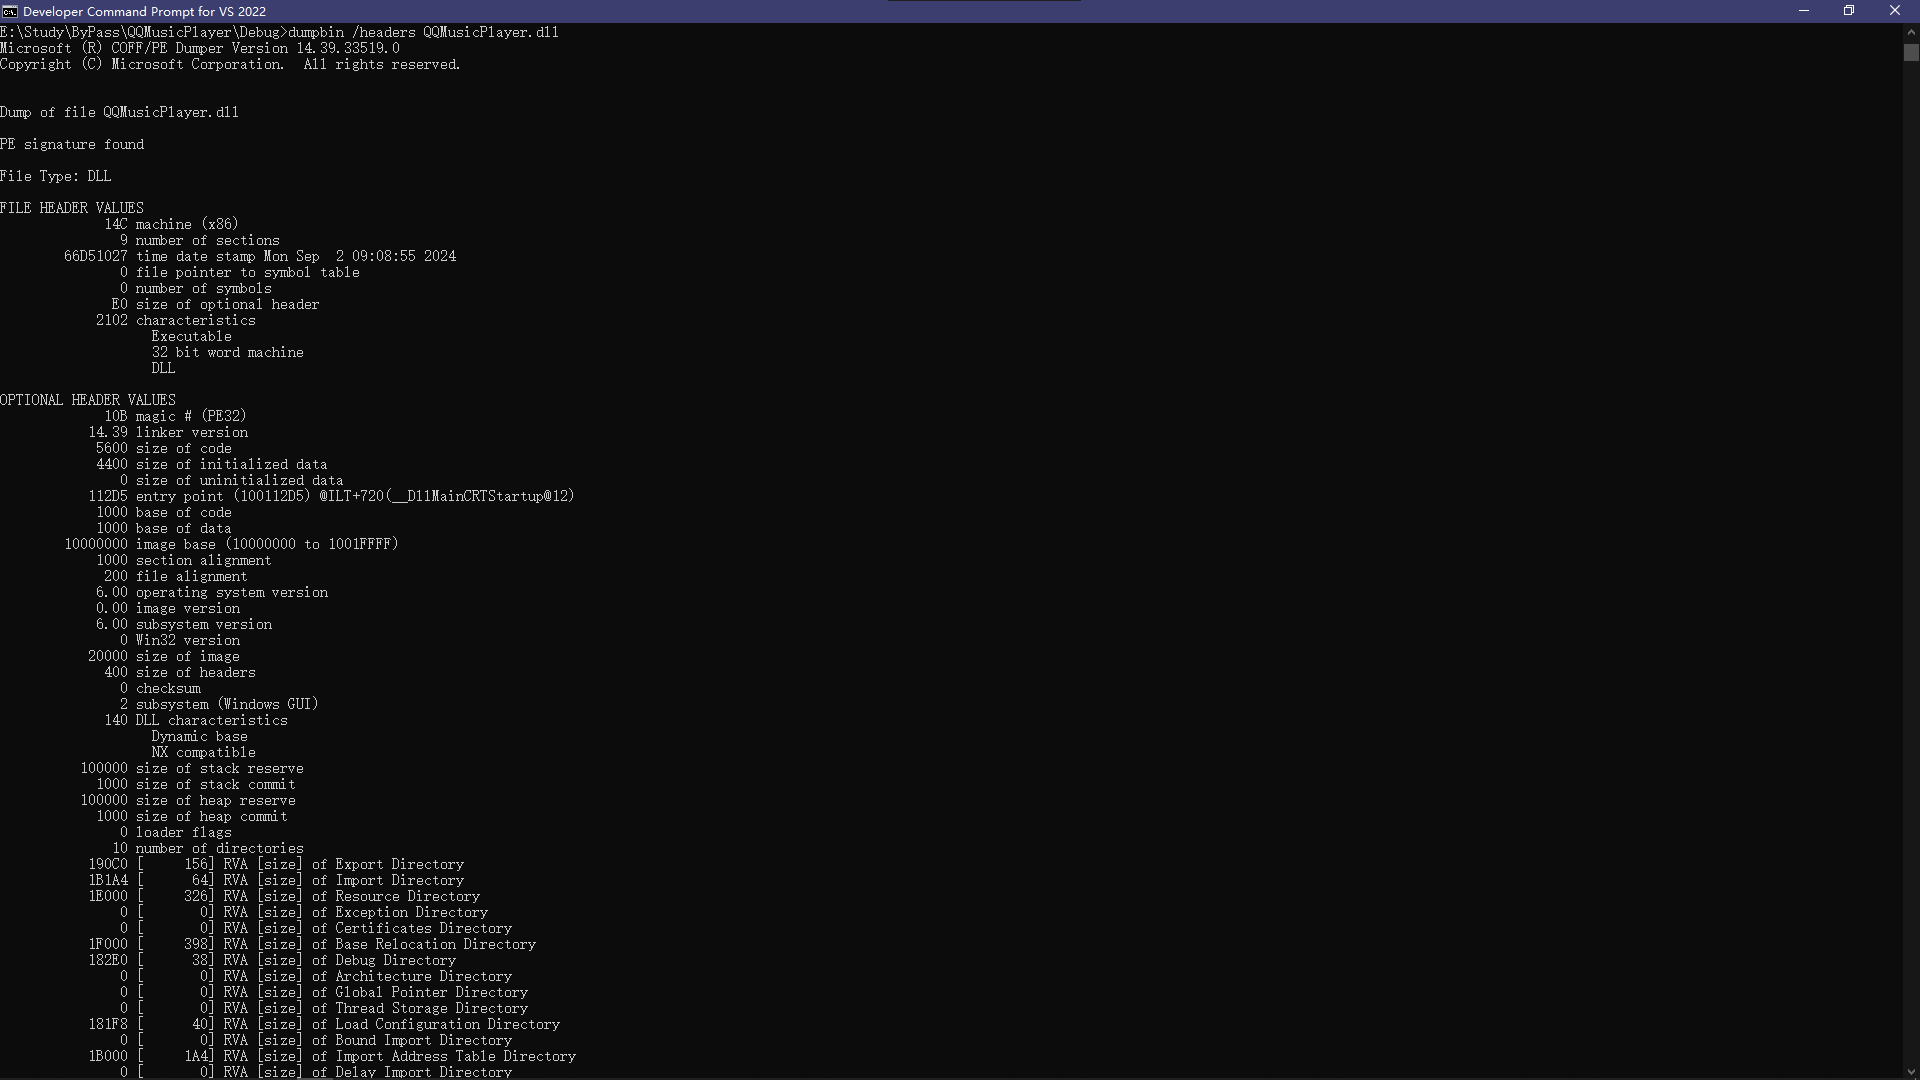 Developer Command Prompt for VS 2022
E:\Study\ByPass\QQMusicPlayer\Debug>dumpbin /headers QQMusicPlayer.dll
Microsoft (R) COFF/PE Dumper Version 14.39.33519.0
Copyright (C) Microsoft Corporation.  All rights reserved.
Dump of file QQMusicPlayer.dll
PE signature found
File Type: DLL
FILE HEADER VALUES
14C machine (x86)
9 number of sections
66D51027 time date stamp Mon Sep  2 09:08:55 2024
0 file pointer to symbol table
0 number of symbols
E0 size of optional header
2102 characteristics
Executable
32 bit word machine
DLL
OPTIONAL HEADER VALUES
10B magic # (PE32)
14.39 linker version
5600 size of code
4400 size of initialized data
0 size of uninitialized data
112D5 entry point (100112D5) @ILT+720(__DllMainCRTStartup@12)
1000 base of code
1000 base of data
10000000 image base (10000000 to 1001FFFF)
1000 section alignment
200 file alignment
6.00 operating system version
0.00 image version
6.00 subsystem version
0 Win32 version
20000 size of image
400 size of headers
0 checksum
2 subsystem (Windows GUI)
140 DLL characteristics
Dynamic base
NX compatible
100000 size of stack reserve
1000 size of stack commit
100000 size of heap reserve
1000 size of heap commit
0 loader flags
10 number of directories
190C0 [     156] RVA [size] of Export Directory
1B1A4 [      64] RVA [size] of Import Directory
1E000 [     326] RVA [size] of Resource Directory
0 [       0] RVA [size] of Exception Directory
0 [       0] RVA [size] of Certificates Directory
1F000 [     398] RVA [size] of Base Relocation Directory
182E0 [      38] RVA [size] of Debug Directory
0 [       0] RVA [size] of Architecture Directory
0 [       0] RVA [size] of Global Pointer Directory
0 [       0] RVA [size] of Thread Storage Directory
181F8 [      40] RVA [size] of Load Configuration Directory
0 [       0] RVA [size] of Bound Import Directory
1B000 [     1A4] RVA [size] of Import Address Table Directory
0 [       0] RVA [size] of Delay Import Directory